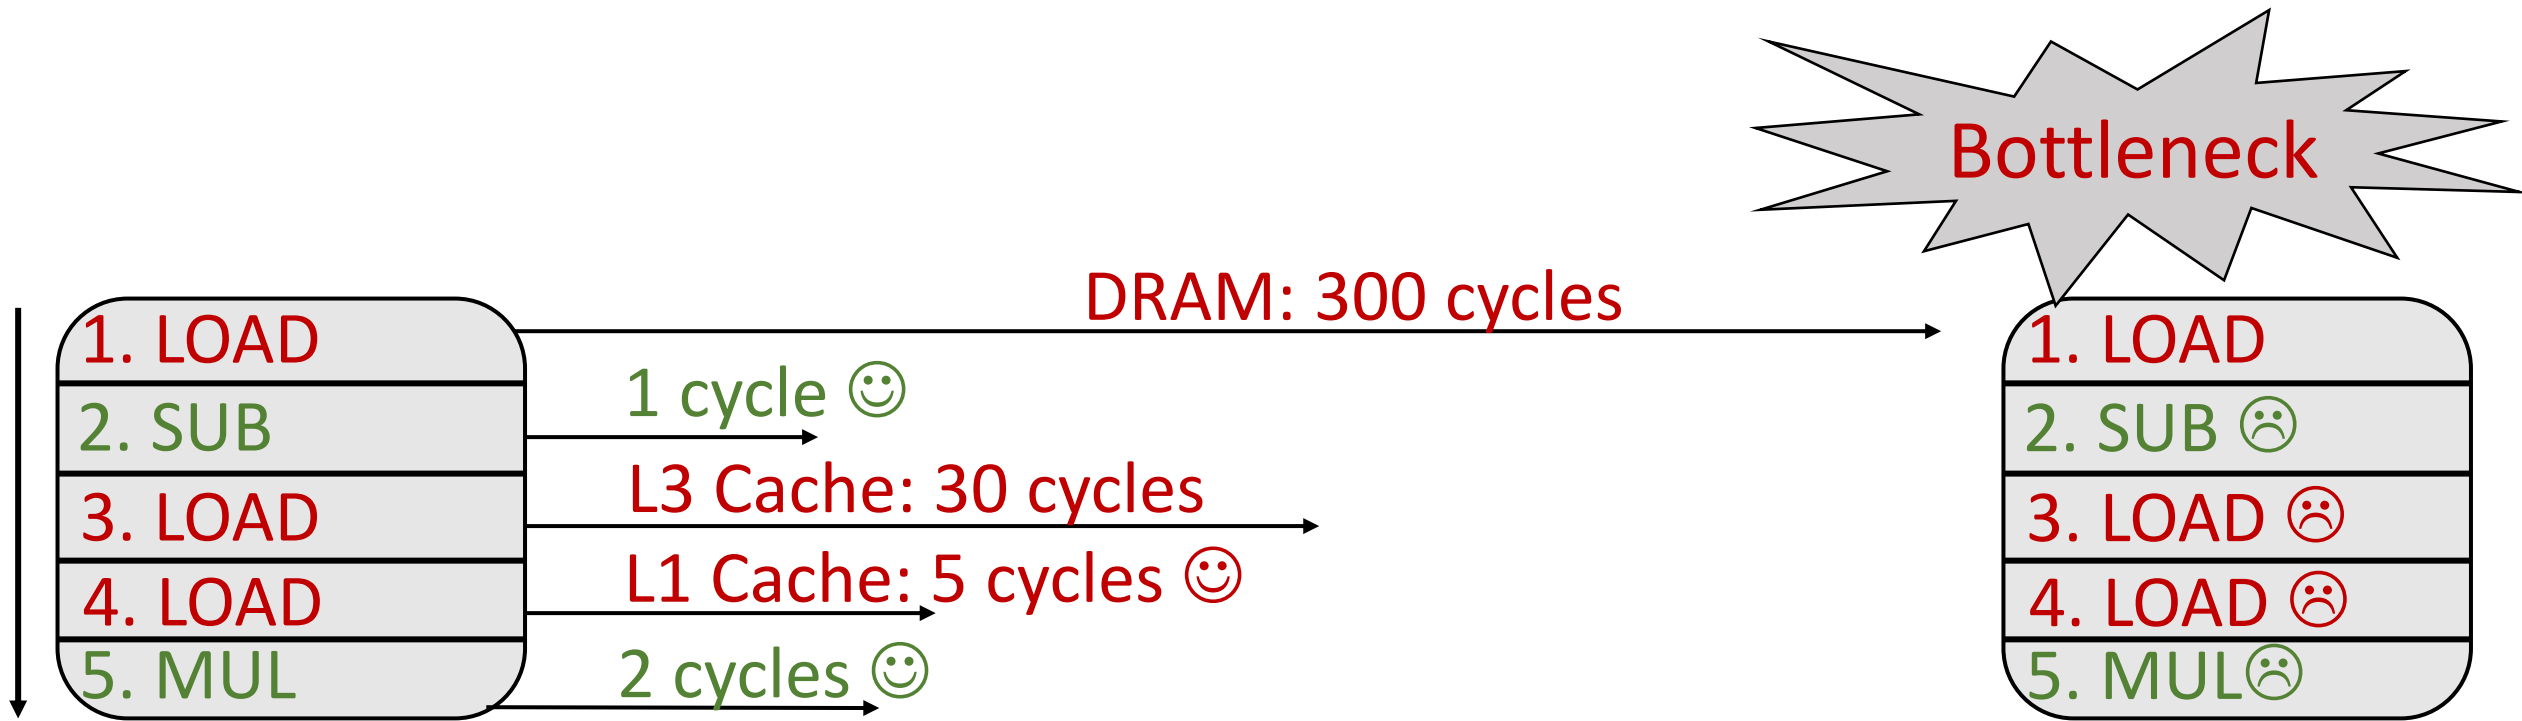 Bottleneck
DRAM: 300 cycles
1. LOAD
2. SUB
3. LOAD
4. LOAD
5. MUL
1 cycle
L3 Cache: 30 cycles
L1 Cache: 5 cycles
2 cycles
1. LOAD
2. SUB
3. LOAD
4. LOAD
5. MUL